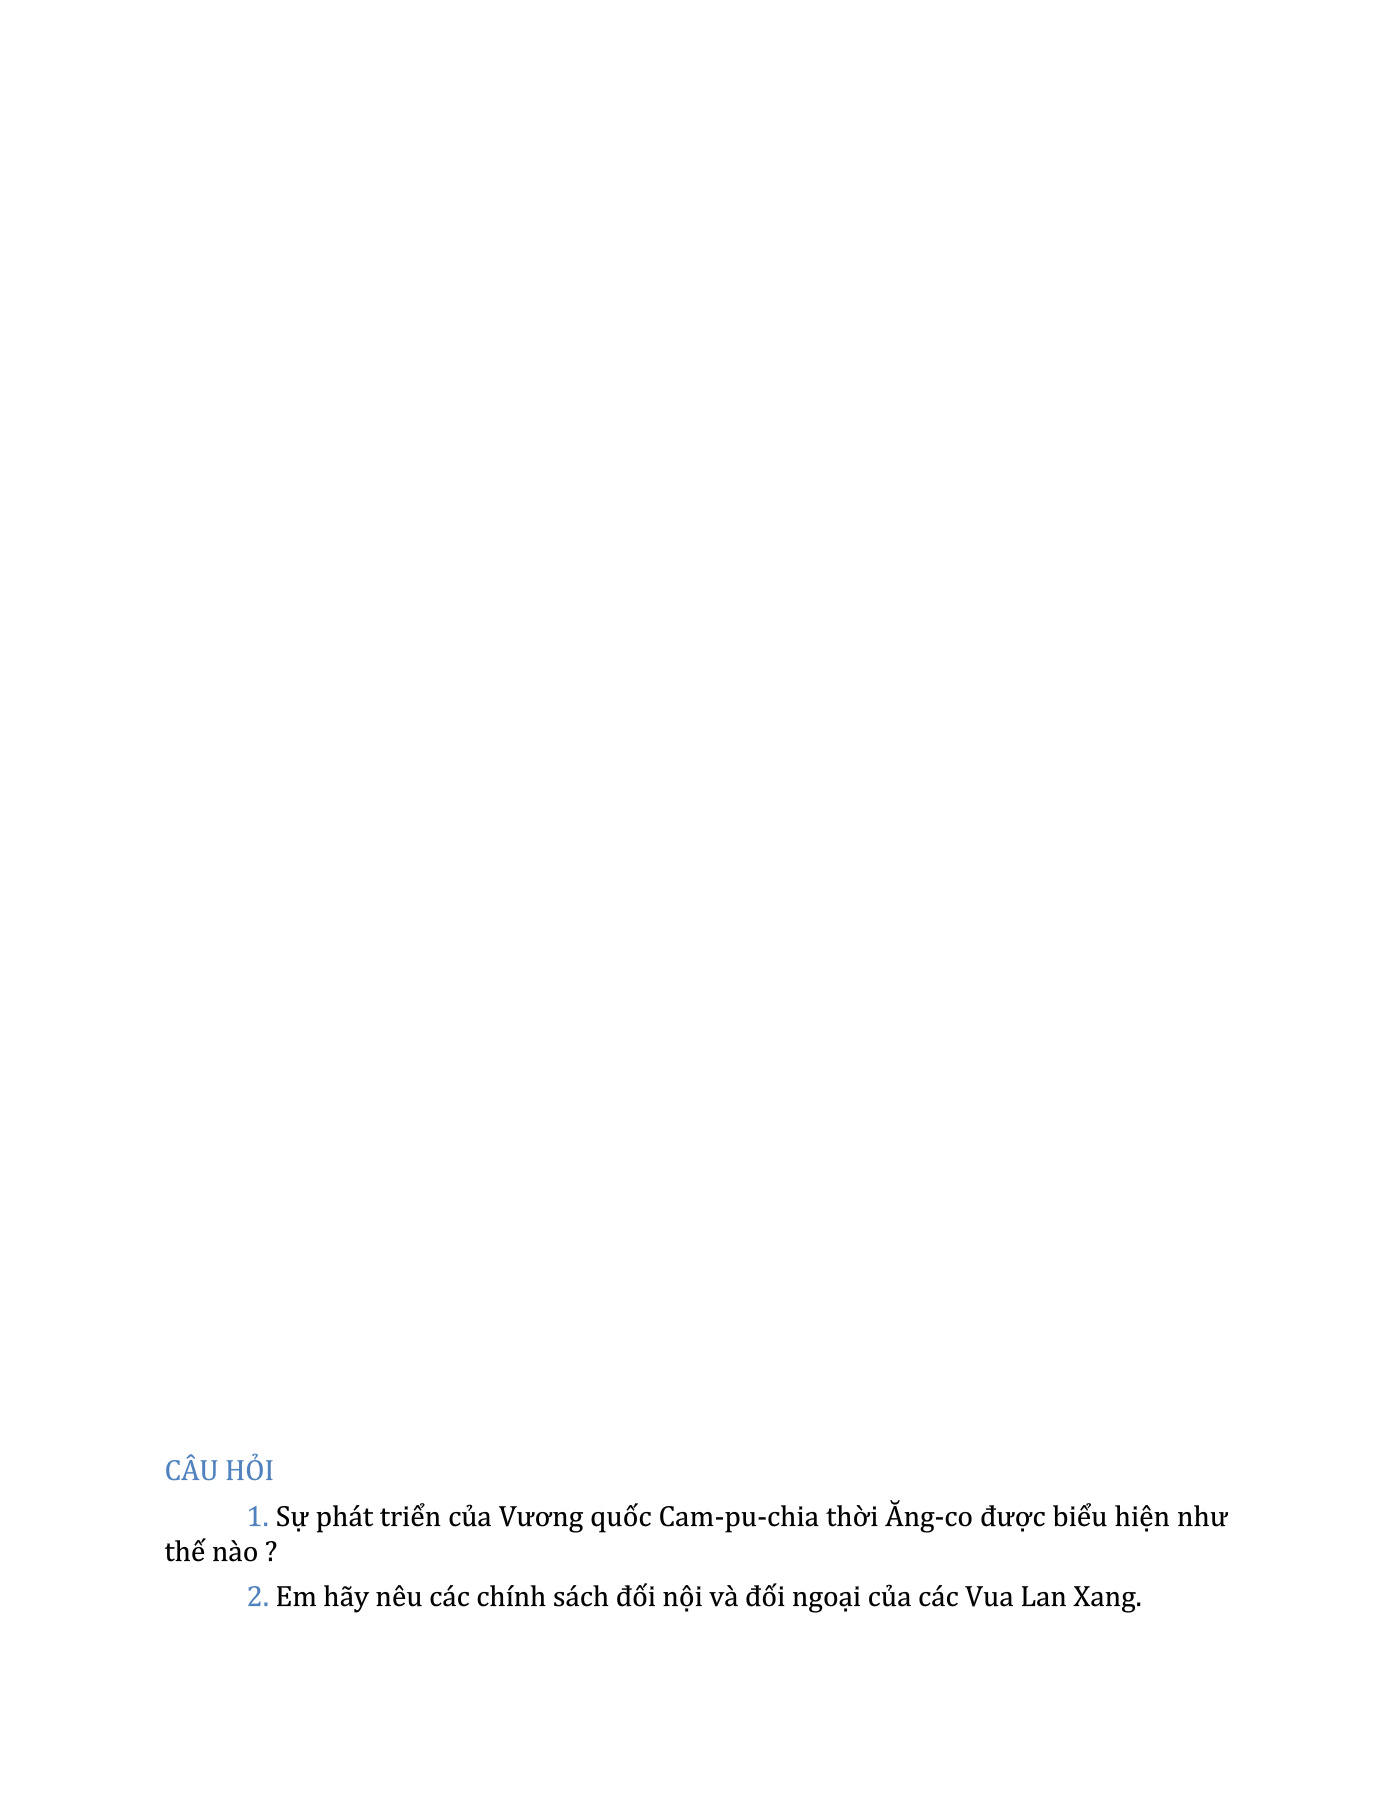 CÂU HỎI
1. Sự phát triển của Vương quốc Cam-pu-chia thời Ăng-co được biểu hiện như
thế nào ?
2. Em hãy nêu các chính sách đối nội và đối ngoại của các Vua Lan Xang.